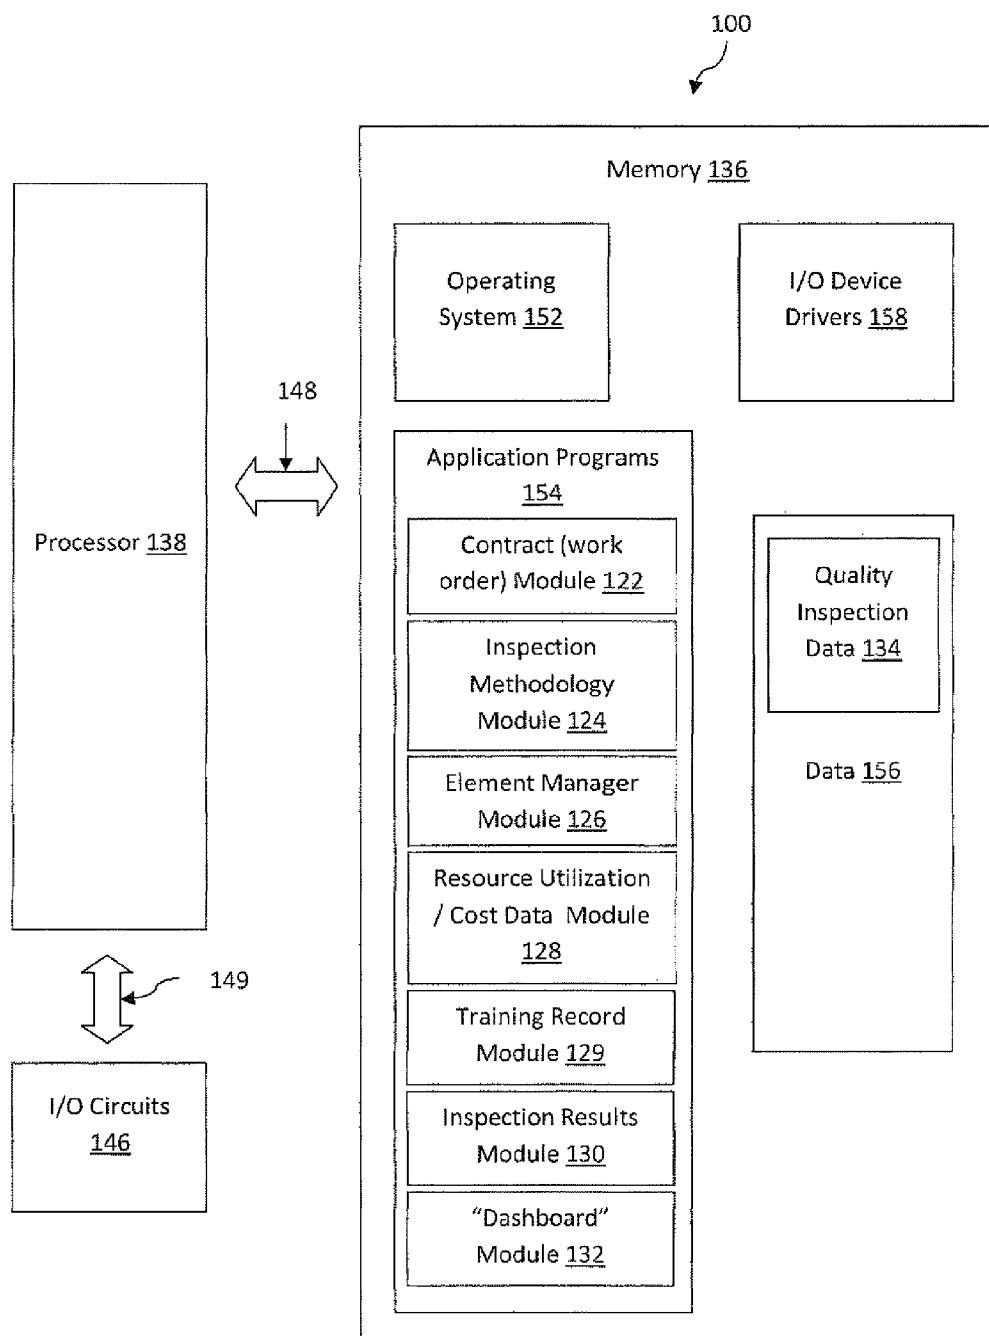 100
Memory 136
Operating
System 152
I/O Device
Drivers 158
148
Processor 138
Application Programs
154
Contract (work
order) Module 122
Inspection
Methodology
Module 124
Element Manager
Module 126
Resource Utilization
/ Cost Data Module
128
Training Record
Module 129
Inspection Results
Module 130
“Dashboard”
Module 132
Quality
Inspection
Data 134
Data 156
149
I/O Circuits
146